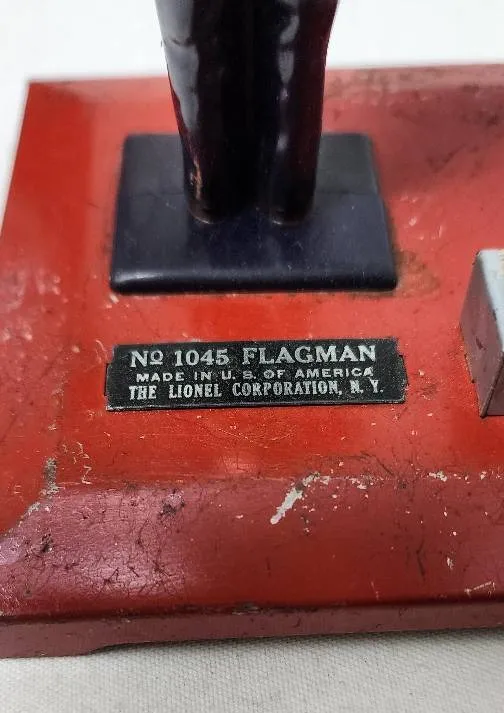 No 1045 FLAGMAN
MADE IN U.S. OF AMERICA
THE LIONEL CORPORATION, N.Y.